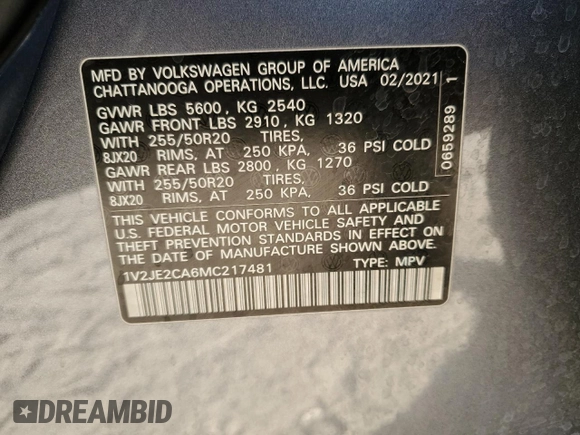 MFD BY VOLKSWAGEN GROUP OF AMERICA
CHATTANOOGA OPERATIONS, LLC. USA 02/2021
GVWR LBS 5600, KG 2540
GAWR FRONT LBS 2910, KG 1320
WITH 255/50R20 TIRES,
8JX20 RIMS, AT 250 KPA, 36 PSI COLD
GAWR REAR LBS 2800, KG 1270
WITH 255/50R20 TIRES,
8JX20 RIMS, AT 250 KPA, 36 PSI COLD
THIS VEHICLE CONFORMS TO ALL APPLICABLE
U.S. FEDERAL MOTOR VEHICLE SAFETY AND
THEFT PREVENTION STANDARDS IN EFFECT ON
THE DATE OF MANUFACTURE SHOWN ABOVE.
1V2JE2CA6MC217481 TYPE: MPV
0659289 1
DREAMBID